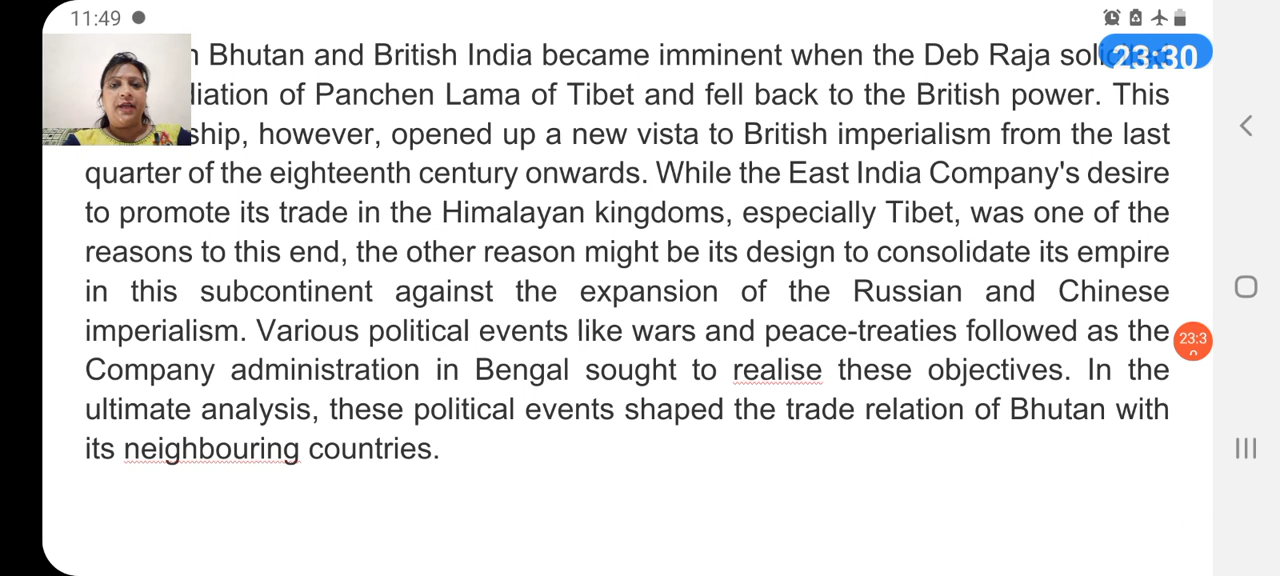 11:49
Bhutan and British India became imminent when the Deb Raja
23:30
of Panchen Lama of Tibet and fell back to the British power. This
however, opened up a new vista to British imperialism from the last
quarter of the eighteenth century onwards. While the East India Company's desire
to promote its trade in the Himalayan kingdoms, especially Tibet, was one of the
reasons to this end, the other reason might be its design to consolidate its empire
in this subcontinent against the expansion of the Russian and Chinese
imperialism. Various political events like wars and peace-treaties followed as the
23:3
Company administration in Bengal sought to realise these objectives. In the
ultimate analysis, these political events shaped the trade relation of Bhutan with
its neighbouring countries.